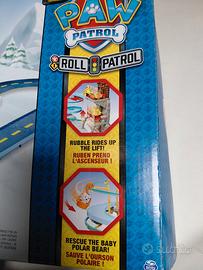 PAW
PATROL
ROLL PATROL
RUBBLE RIDES UP
THE LIFT!
RUBEN PREND
L'ASCENSEUR !
RESCUE THE BABY
POLAR BEAR!
SAUVE L'OURSON
POLAIRE !
Subito